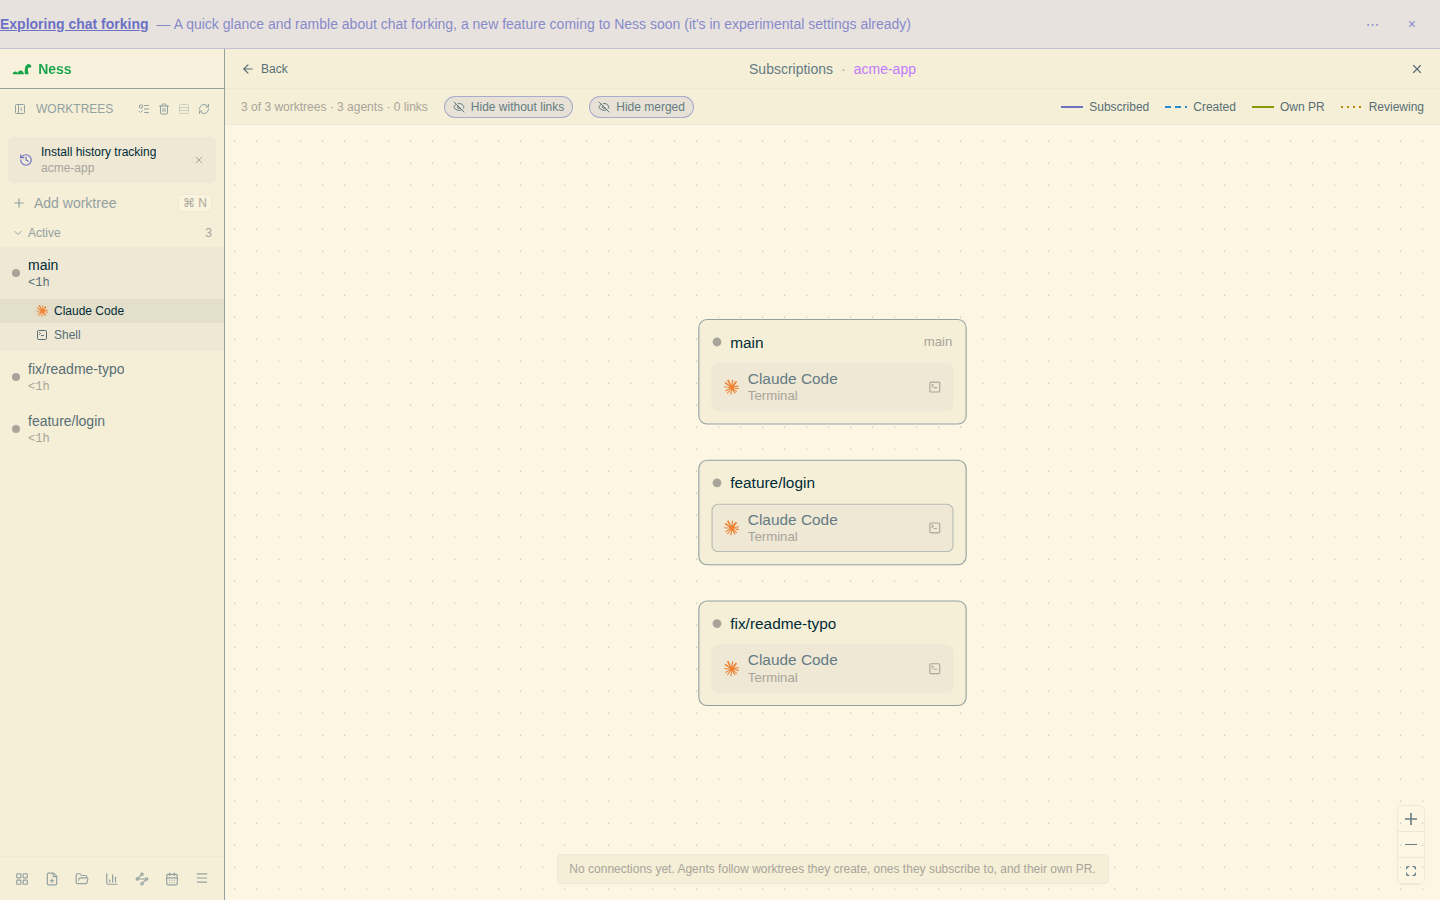 Exploring chat forking — A quick glance and ramble about chat forking, a new feature coming to Ness soon (it's in experimental settings already)
Ness
WORKTREES
Install history tracking
acme-app
Add worktree ⌘ N
Active 3
main
<1h
Claude Code
Shell
fix/readme-typo
<1h
feature/login
<1h
Back
Subscriptions · acme-app
3 of 3 worktrees · 3 agents · 0 links
Hide without links
Hide merged
Subscribed
Created
Own PR
Reviewing
main main
Claude Code
Terminal
feature/login
Claude Code
Terminal
fix/readme-typo
Claude Code
Terminal
No connections yet. Agents follow worktrees they create, ones they subscribe to, and their own PR.